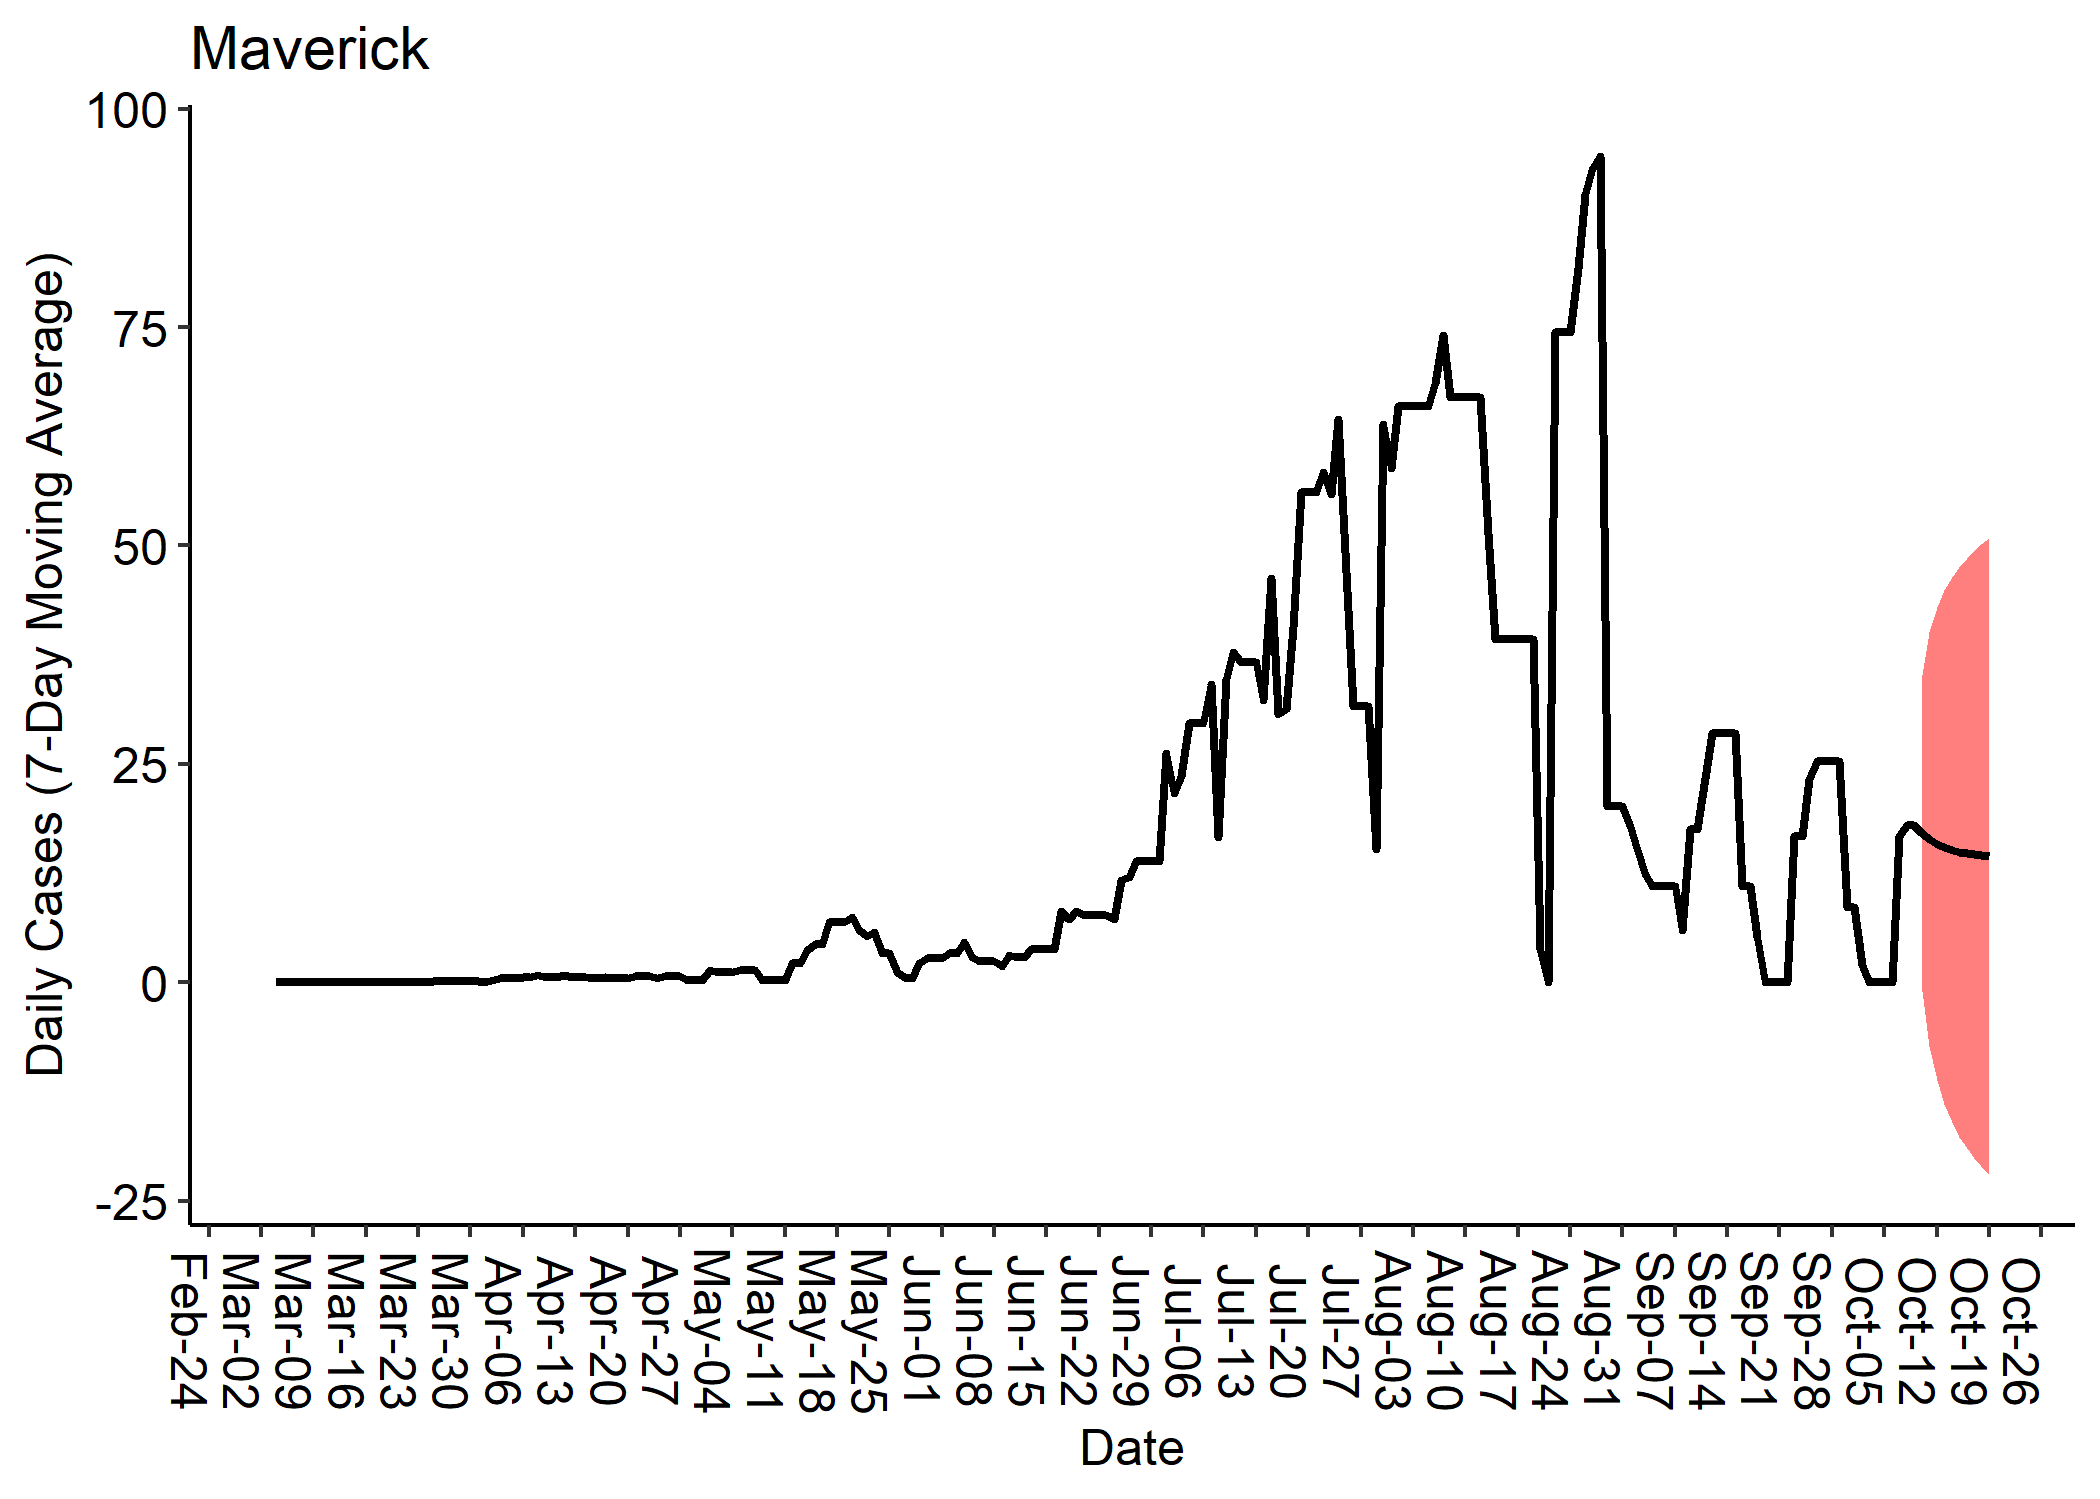 Maverick
Daily Cases (7-Day Moving Average)
100
75
50
25
0
-25
Feb-24
Mar-02
Mar-09
Mar-16
Mar-23
Mar-30
Apr-06
Apr-13
Apr-20
Apr-27
May-04
May-11
May-18
May-25
Jun-01
Jun-08
Jun-15
Jun-22
Jun-29
Jul-06
Jul-13
Jul-20
Jul-27
Aug-03
Aug-10
Aug-17
Aug-24
Aug-31
Sep-07
Sep-14
Sep-21
Sep-28
Oct-05
Oct-12
Oct-19
Oct-26
Date